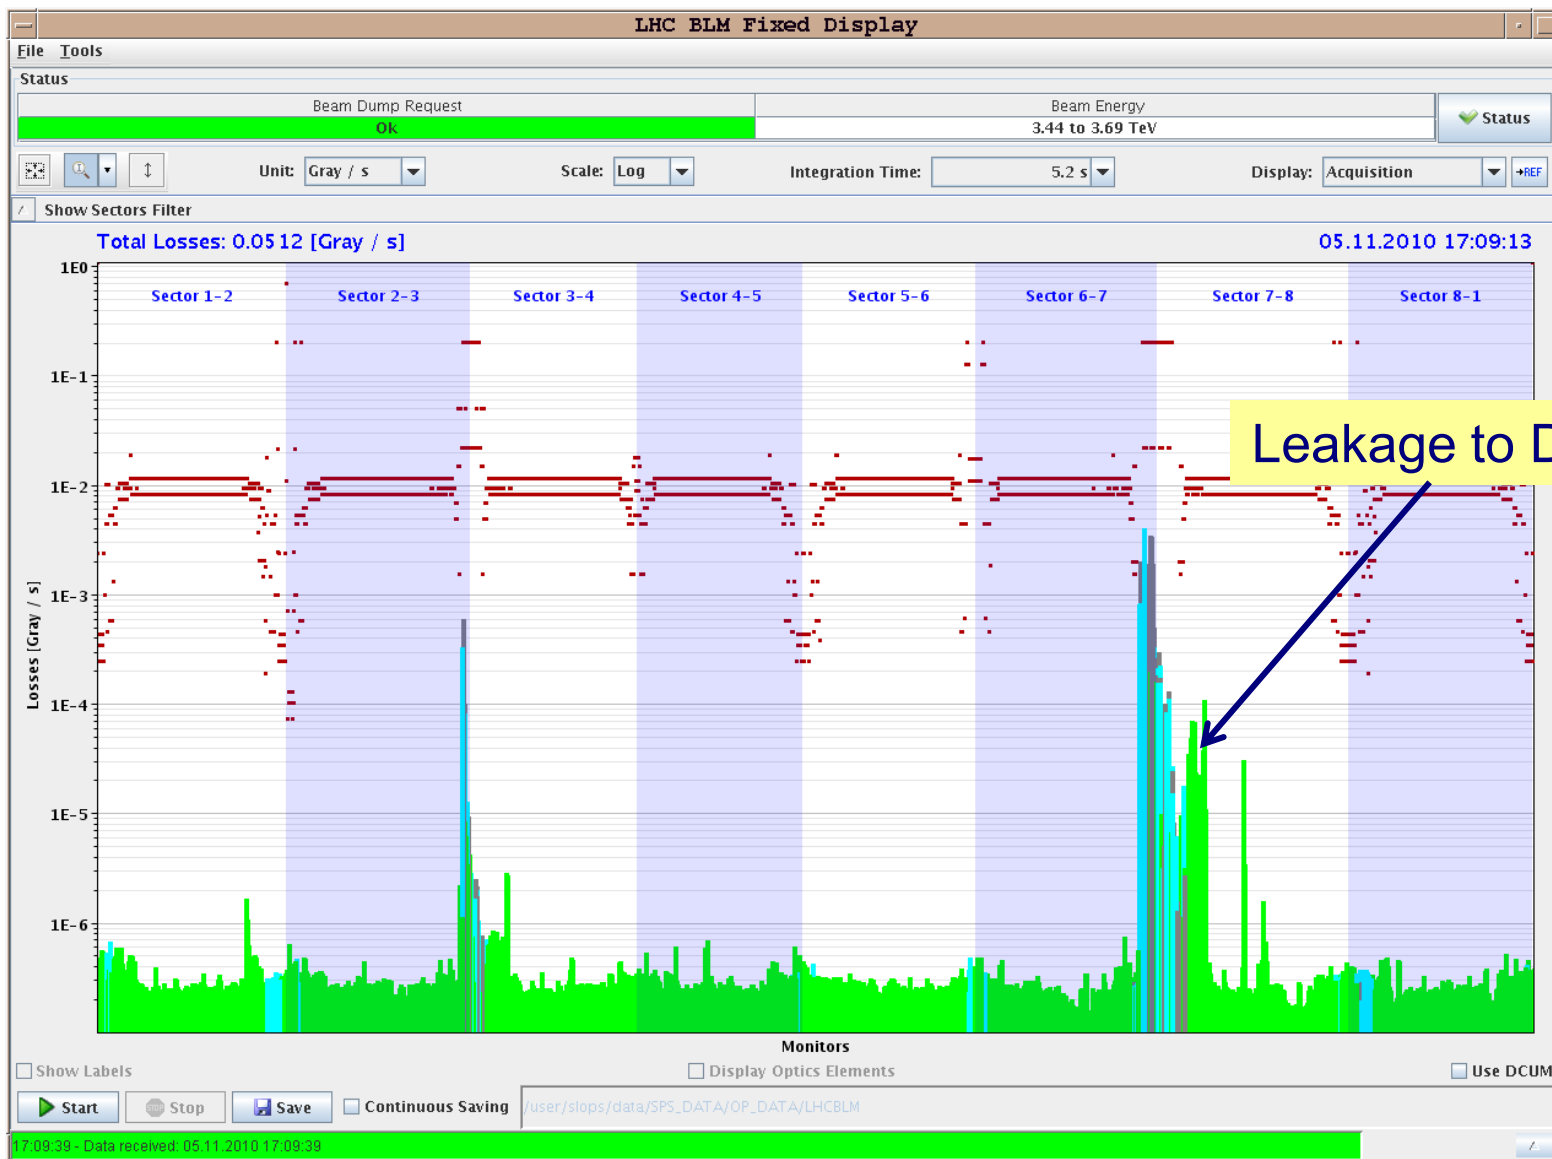 LHC BLM Fixed Display
File Tools
Status
Beam Dump Request
Beam Energy
Ok
3.44 to 3.69 TeV
Status
Unit: Gray / s
Scale: Log
Integration Time: 5.2 s
Display: Acquisition
→REF
Show Sectors Filter
Total Losses: 0.0512 [Gray / s]
05.11.2010 17:09:13
Sector 1-2
Sector 2-3
Sector 3-4
Sector 4-5
Sector 5-6
Sector 6-7
Sector 7-8
Sector 8-1
Leakage to D
1E0
1E-1
1E-2
1E-3
1E-4
1E-5
1E-6
Losses [Gray / s]
Monitors
Show Labels
Display Optics Elements
Use DCUM
Start
STOP Stop
Save
Continuous Saving
/user/slops/data/SPS_DATA/OP_DATA/LHCBLM
17:09:39 - Data received: 05.11.2010 17:09:39